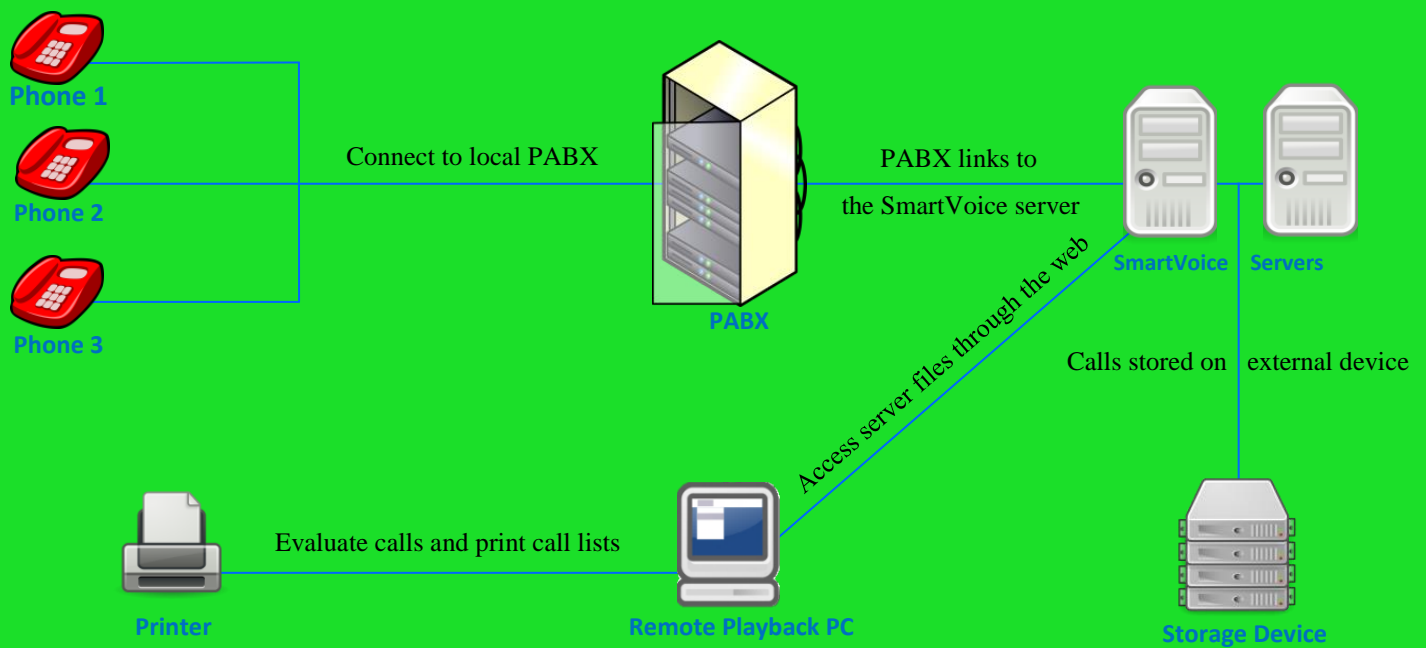 Phone 1
Phone 2
Phone 3
Connect to local PABX
PABX
PABX links to
the SmartVoice server
SmartVoice Servers
Access server files through the web
Calls stored on external device
Evaluate calls and print call lists
Printer
Remote Playback PC
Storage Device